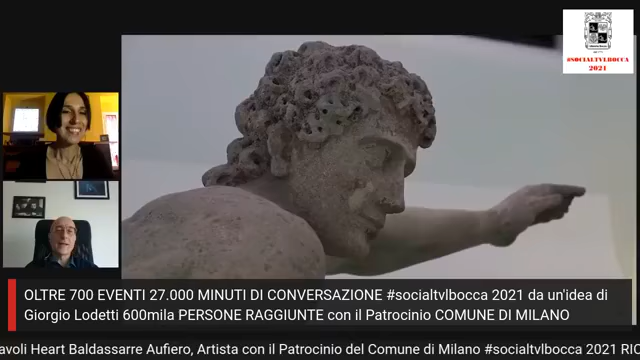 #SOCIALTVLBOCCA
2021
OLTRE 700 EVENTI 27.000 MINUTI DI CONVERSAZIONE #socialtvlbocca 2021 da un'idea di
Giorgio Lodetti 600mila PERSONE RAGGIUNTE con il Patrocinio COMUNE DI MILANO
avoli Heart Baldassarre Aufiero, Artista con il Patrocinio del Comune di Milano #socialtvlbocca 2021 RIC